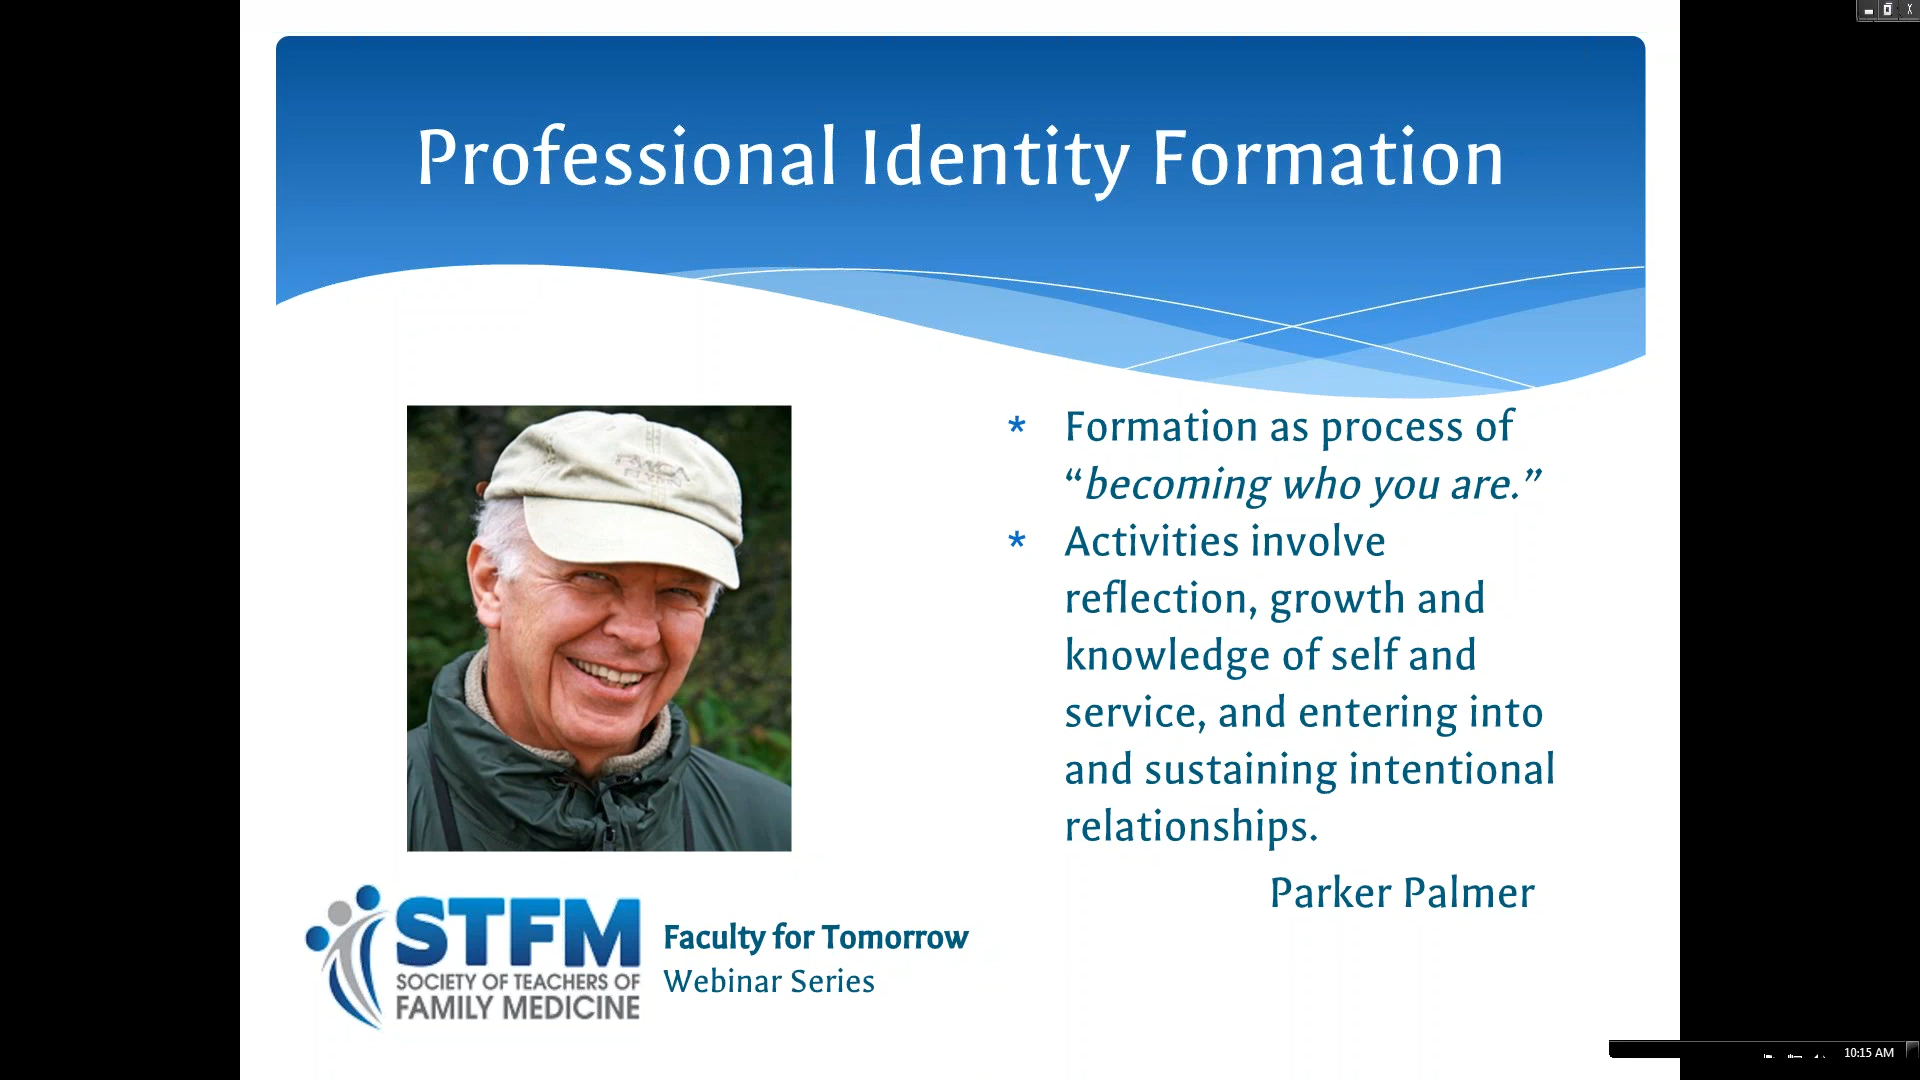 Professional Identity Formation
* Formation as process of
“becoming who you are.”
* Activities involve
reflection, growth and
knowledge of self and
service, and entering into
and sustaining intentional
relationships.
Parker Palmer
STFM
SOCIETY OF TEACHERS OF
FAMILY MEDICINE
Faculty for Tomorrow
Webinar Series
10:15 AM